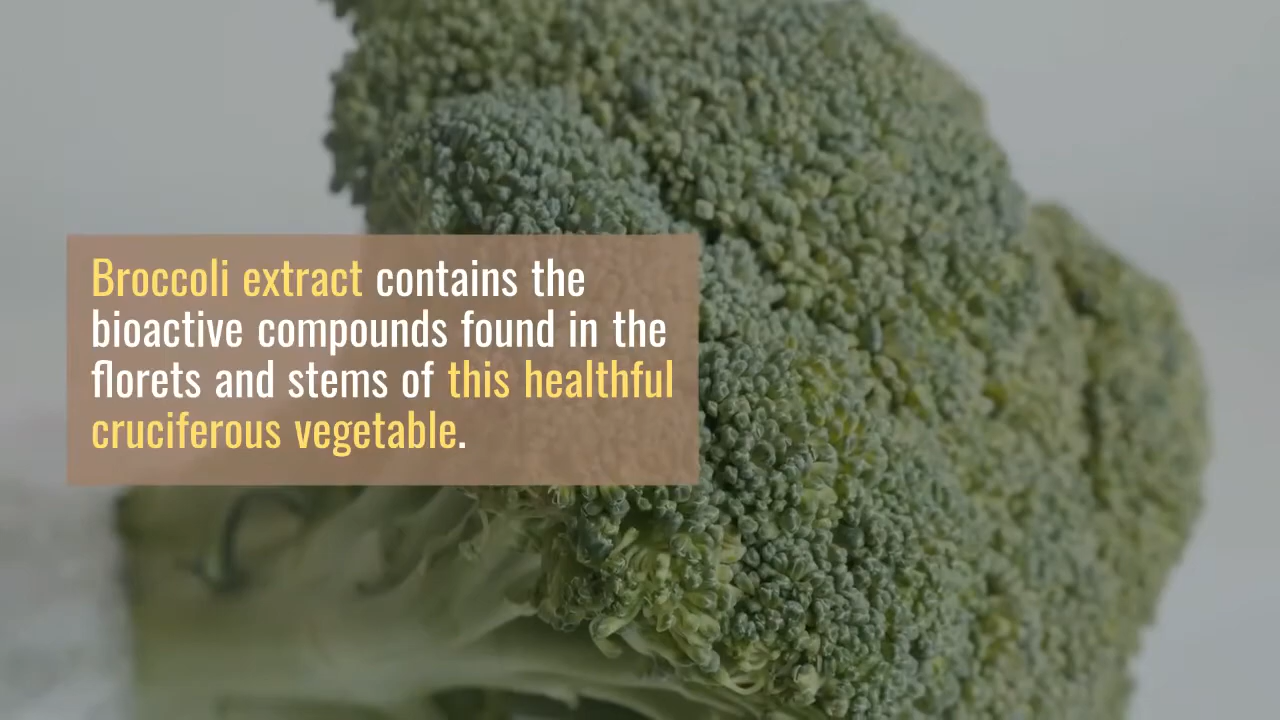 Broccoli extract contains the
bioactive compounds found in the
florets and stems of this healthful
cruciferous vegetable.